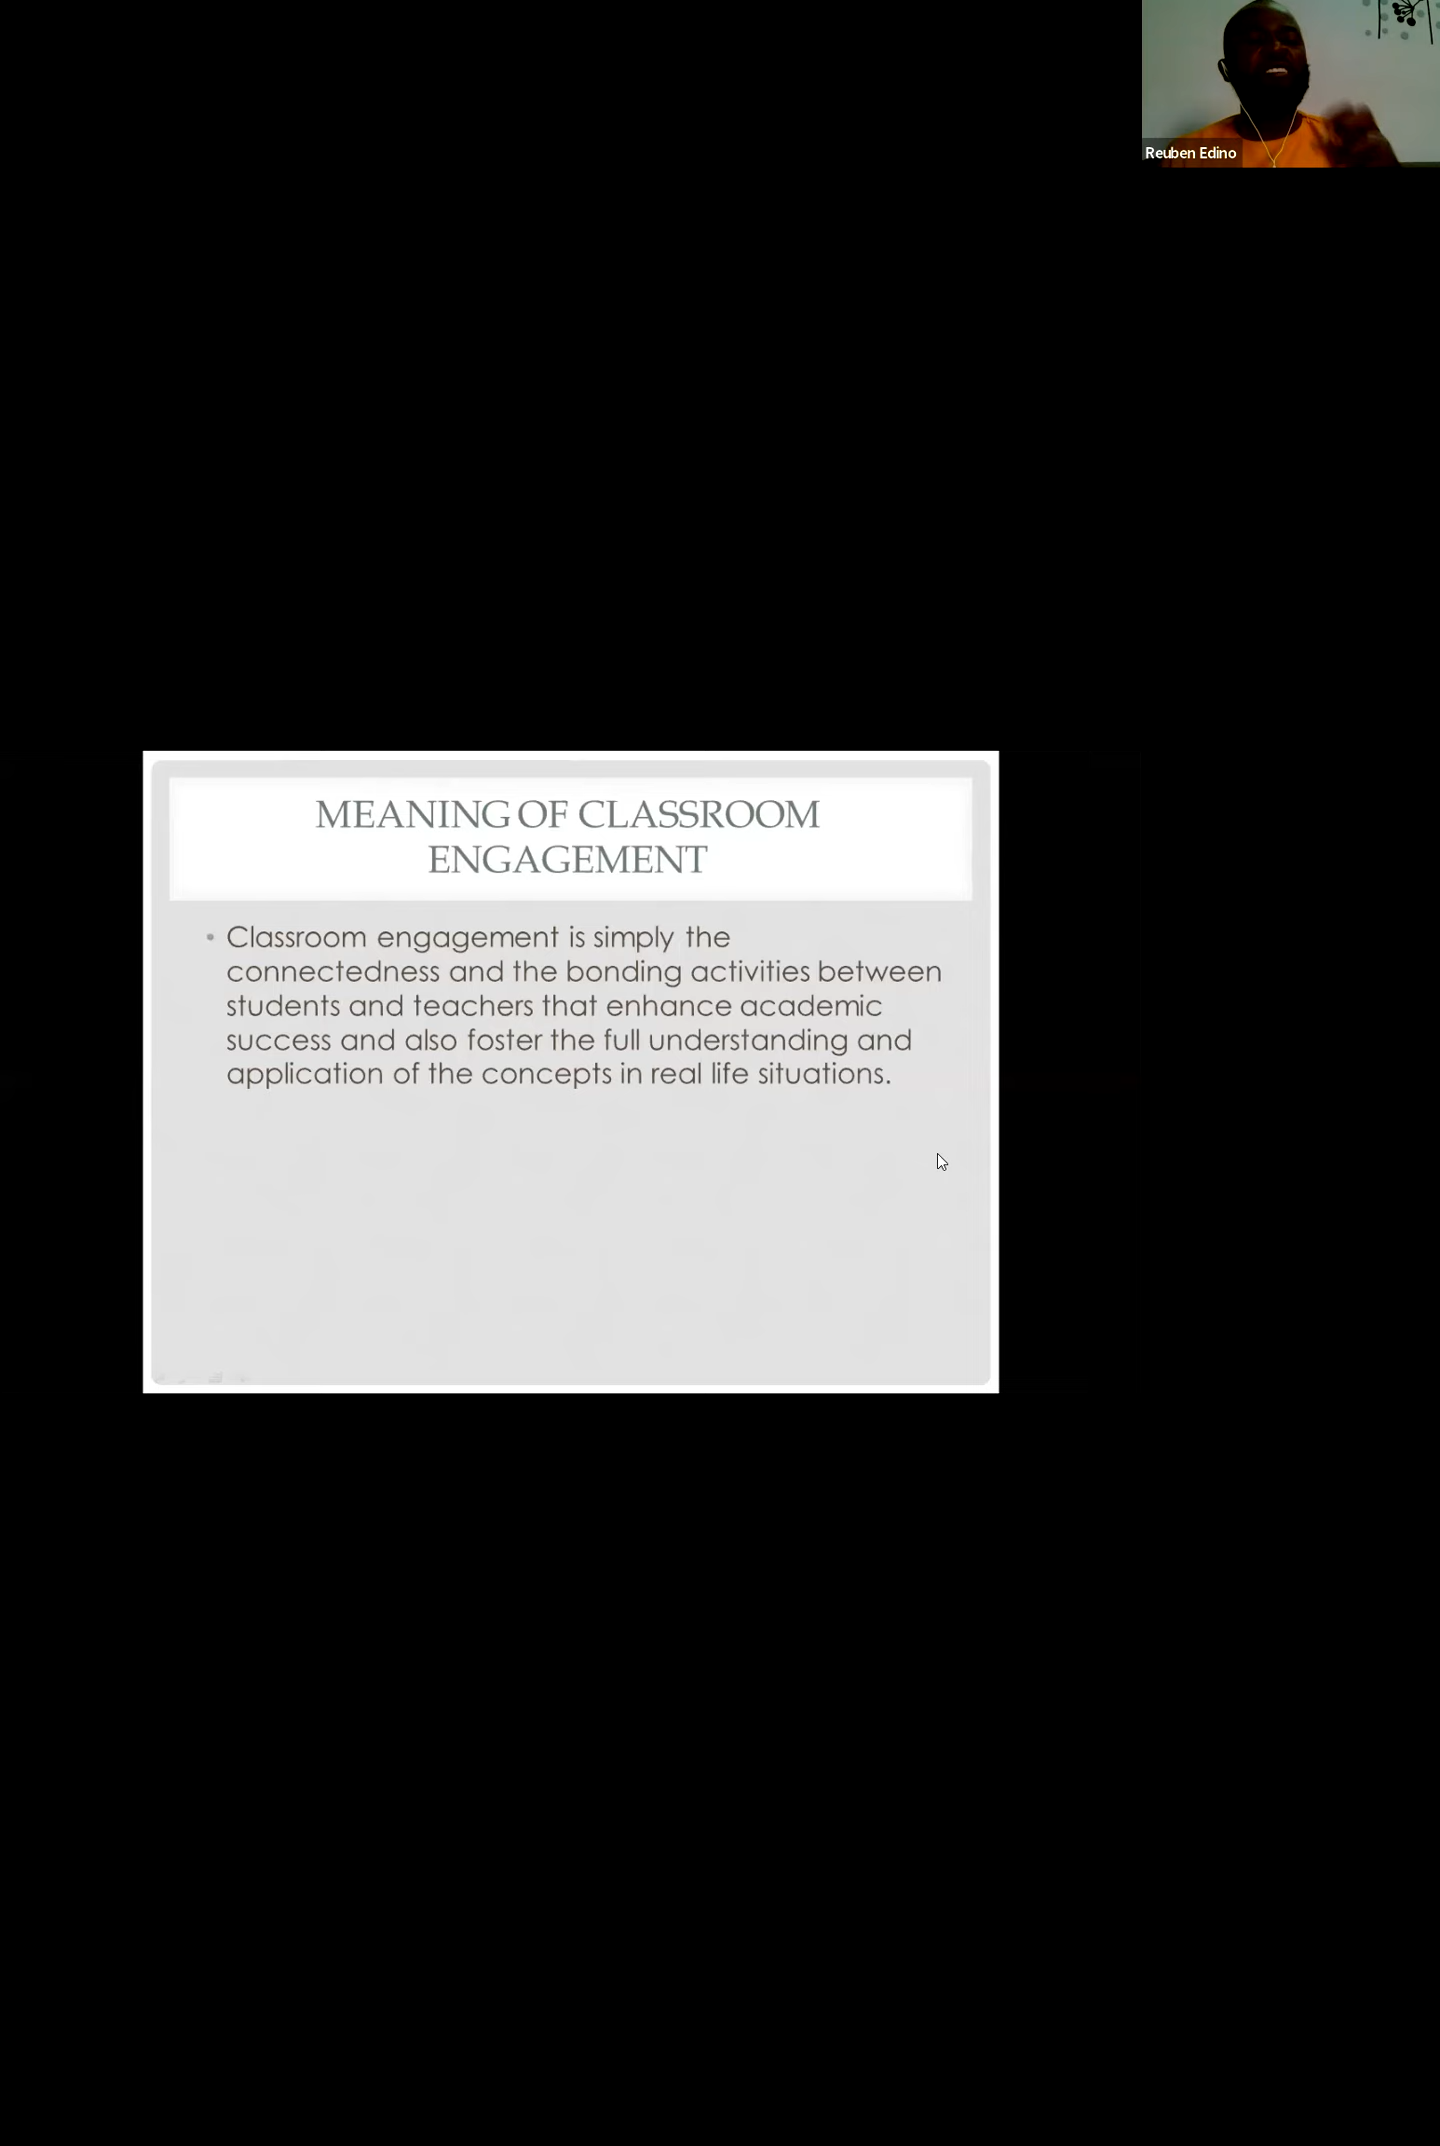 Reuben Edino
MEANING OF CLASSROOM
ENGAGEMENT
• Classroom engagement is simply the
connectedness and the bonding activities between
students and teachers that enhance academic
success and also foster the full understanding and
application of the concepts in real life situations.